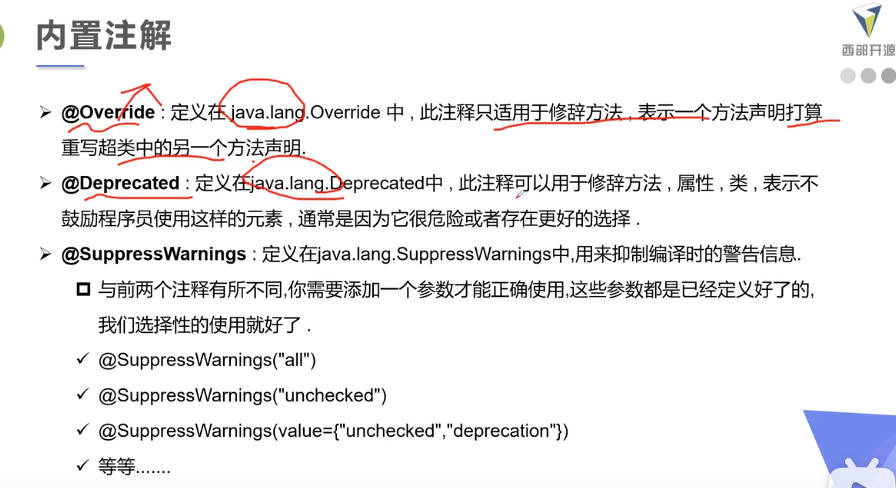 内置注解
西部开源
@Override : 定义在 java.lang.Override 中 , 此注释只适用于修辞方法 , 表示一个方法声明打算
重写超类中的另一个方法声明.
@Deprecated : 定义在java.lang.Deprecated中 , 此注释可以用于修辞方法 , 属性 , 类 , 表示不
鼓励程序员使用这样的元素 , 通常是因为它很危险或者存在更好的选择 .
@SuppressWarnings : 定义在java.lang.SuppressWarnings中,用来抑制编译时的警告信息.
与前两个注释有所不同,你需要添加一个参数才能正确使用,这些参数都是已经定义好了的,
我们选择性的使用就好了 .
@SuppressWarnings("all")
@SuppressWarnings("unchecked")
@SuppressWarnings(value={"unchecked","deprecation"})
等等.......